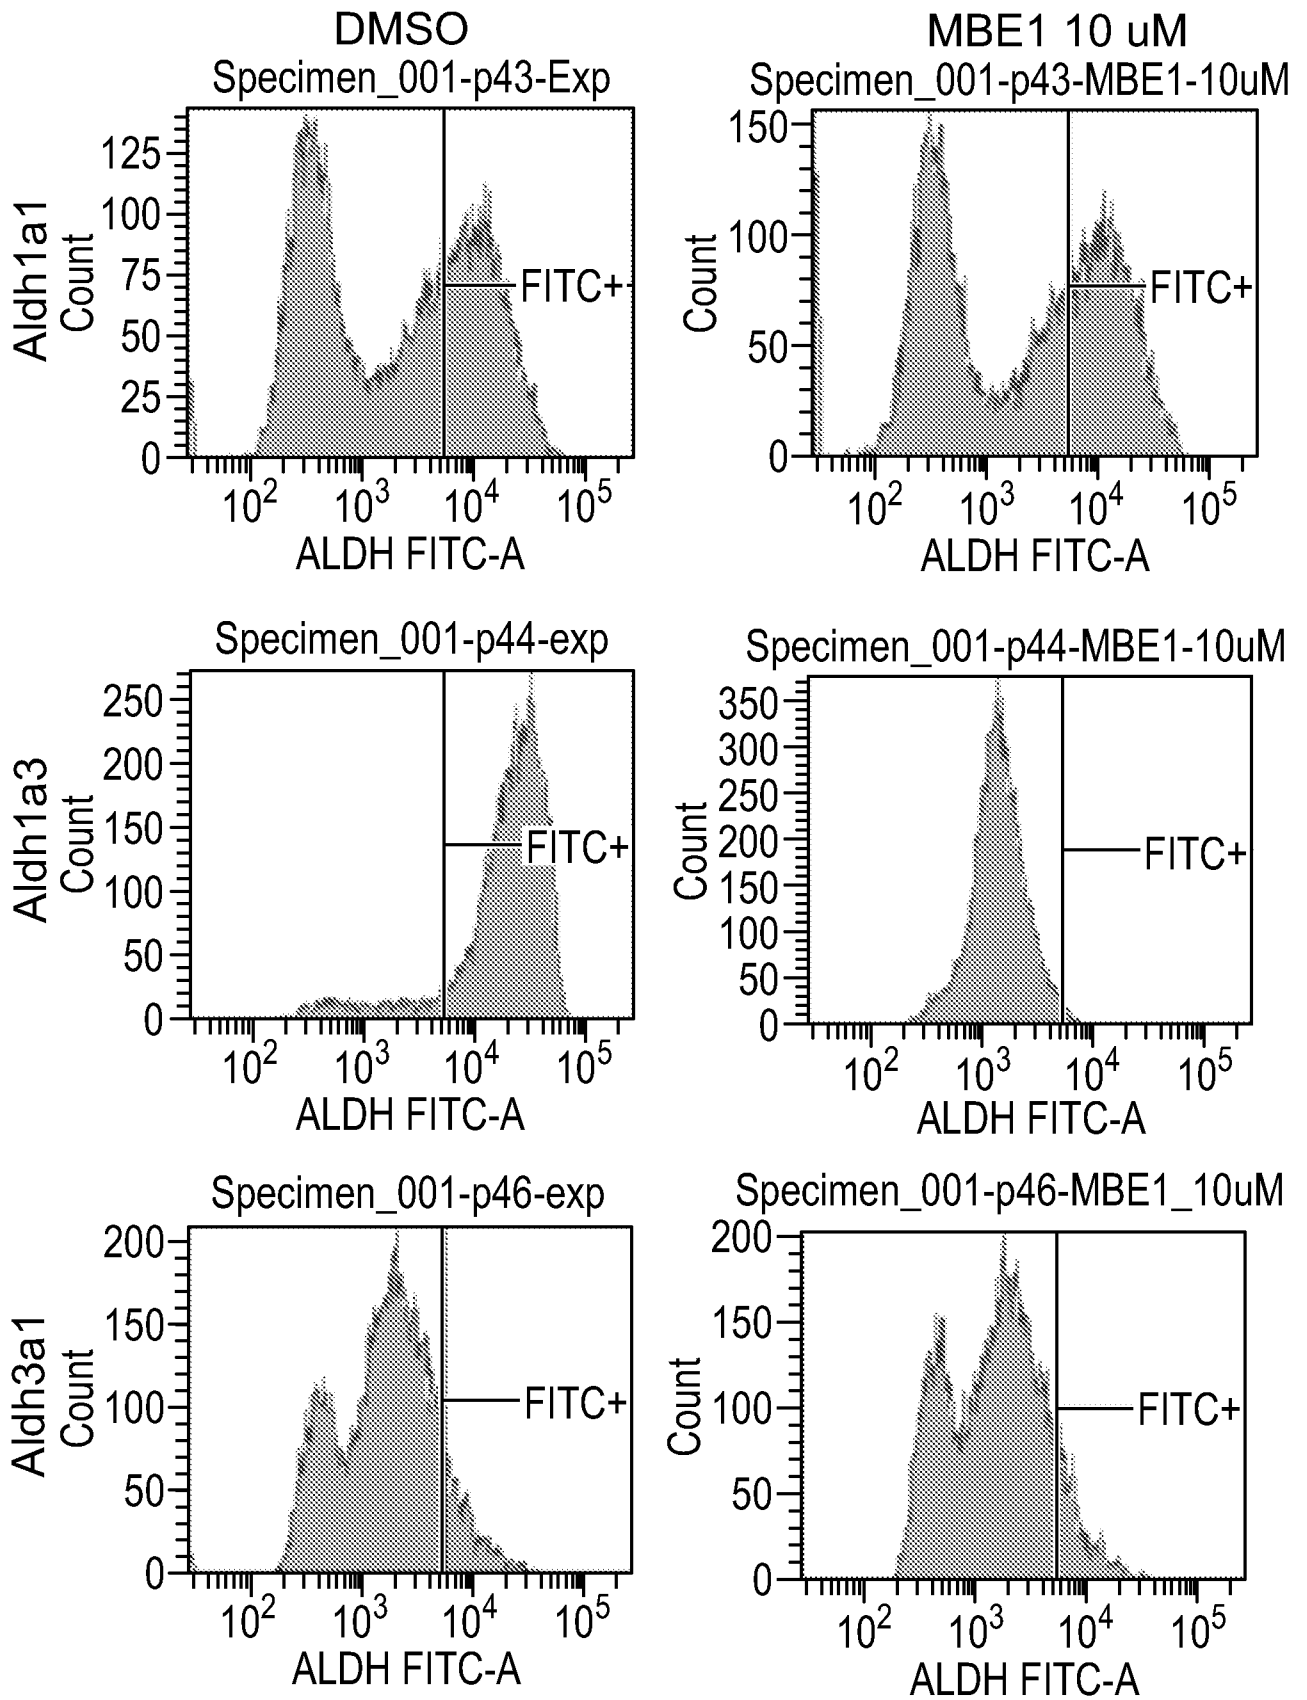 DMSO
Specimen_001-p43-Exp
Aldh1a1
Count
125
100
75
50
25
0
FITC+
10² 10³ 10⁴ 10⁵
ALDH FITC-A
MBE1 10 uM
Specimen_001-p43-MBE1-10uM
Count
150
100
50
0
FITC+
10² 10³ 10⁴ 10⁵
ALDH FITC-A
Specimen_001-p44-exp
Aldh1a3
Count
250
200
150
100
50
0
FITC+
10² 10³ 10⁴ 10⁵
ALDH FITC-A
Specimen_001-p44-MBE1-10uM
Count
350
300
250
200
150
100
50
0
FITC+
10² 10³ 10⁴ 10⁵
ALDH FITC-A
Specimen_001-p46-exp
Aldh3a1
Count
200
150
100
50
0
FITC+
10² 10³ 10⁴ 10⁵
ALDH FITC-A
Specimen_001-p46-MBE1_10uM
Count
200
150
100
50
0
FITC+
10² 10³ 10⁴ 10⁵
ALDH FITC-A